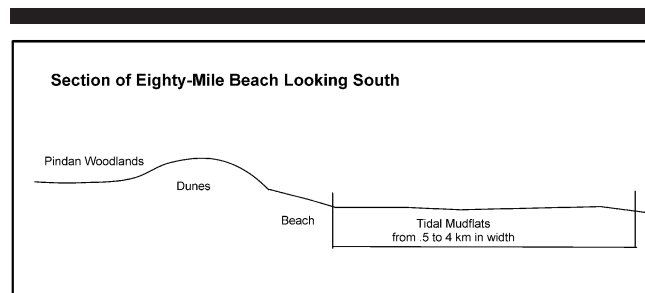 Section of Eighty-Mile Beach Looking South
Pindan Woodlands
Dunes
Beach
Tidal Mudflats
from .5 to 4 km in width